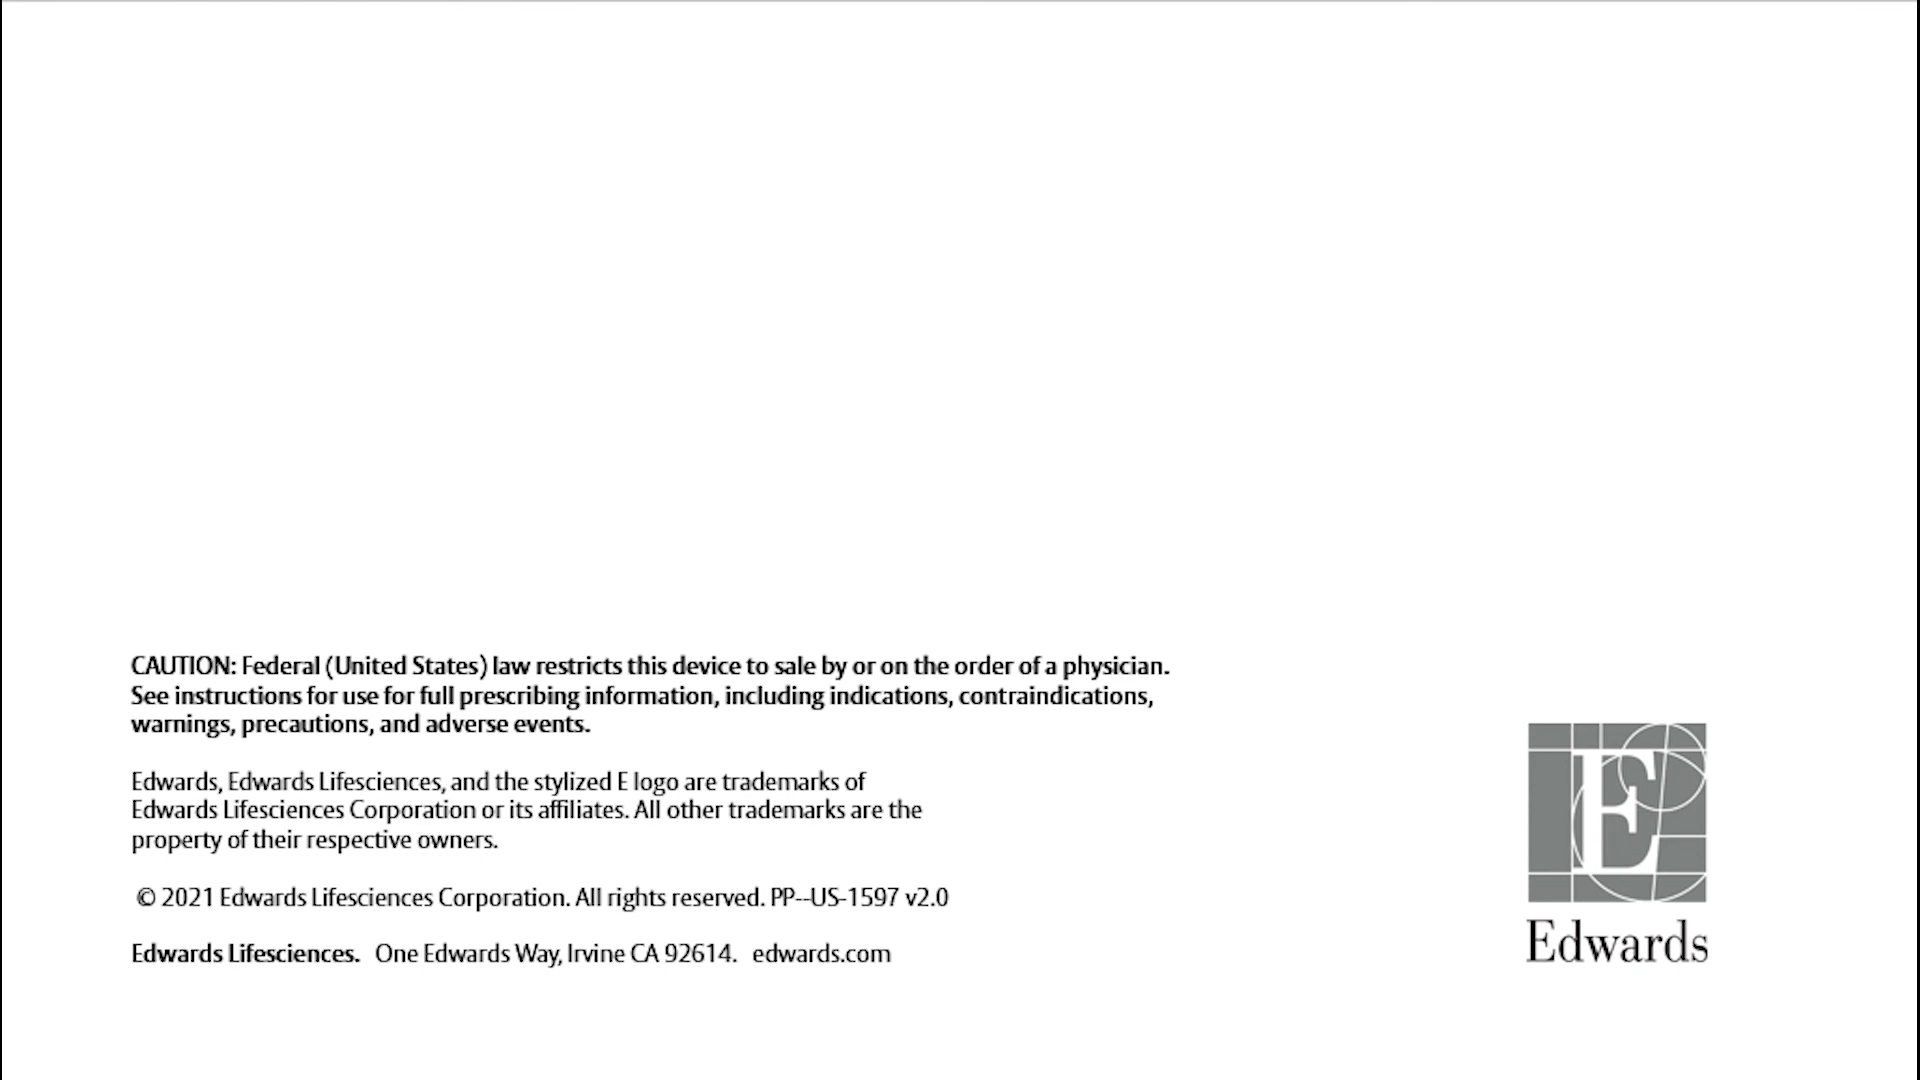 CAUTION: Federal (United States) law restricts this device to sale by or on the order of a physician.
See instructions for use for full prescribing information, including indications, contraindications,
warnings, precautions, and adverse events.
Edwards, Edwards Lifesciences, and the stylized E logo are trademarks of
Edwards Lifesciences Corporation or its affiliates. All other trademarks are the
property of their respective owners.
© 2021 Edwards Lifesciences Corporation. All rights reserved. PP--US-1597 v2.0
Edwards Lifesciences. One Edwards Way, Irvine CA 92614. edwards.com
E
Edwards